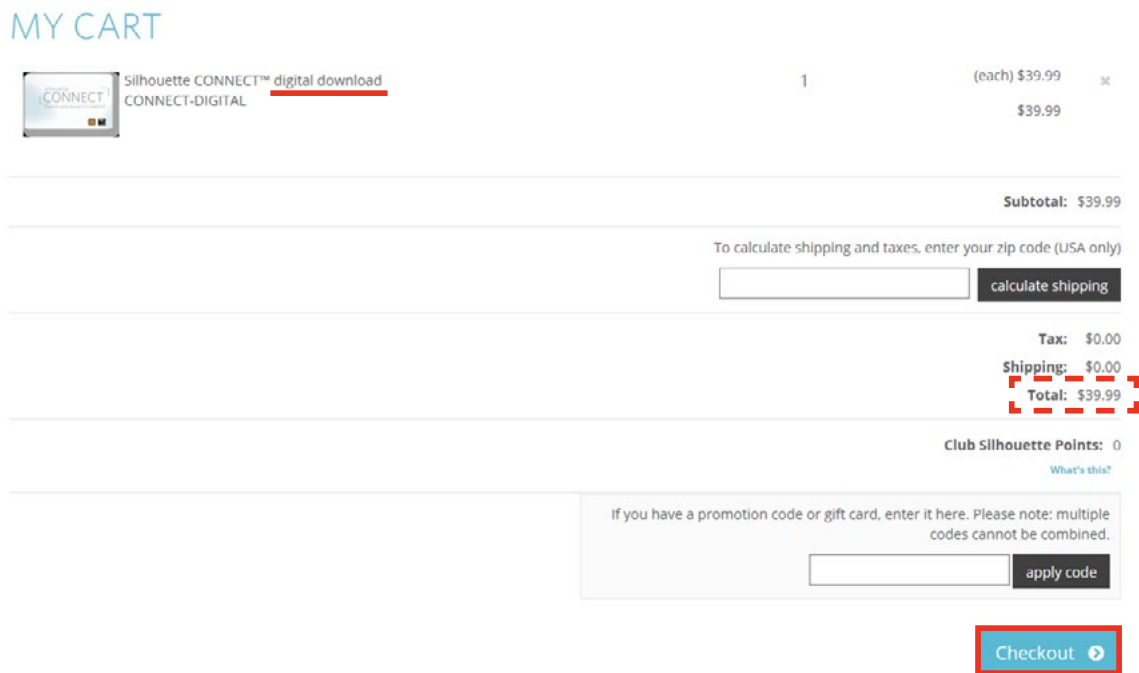 MY CART
Silhouette CONNECT™ digital download
CONNECT-DIGITAL
CONNECT
1
(each) $39.99
$39.99
Subtotal: $39.99
To calculate shipping and taxes, enter your zip code (USA only)
calculate shipping
Tax: $0.00
Shipping: $0.00
Total: $39.99
Club Silhouette Points: 0
What's this?
If you have a promotion code or gift card, enter it here. Please note: multiple
codes cannot be combined.
apply code
Checkout